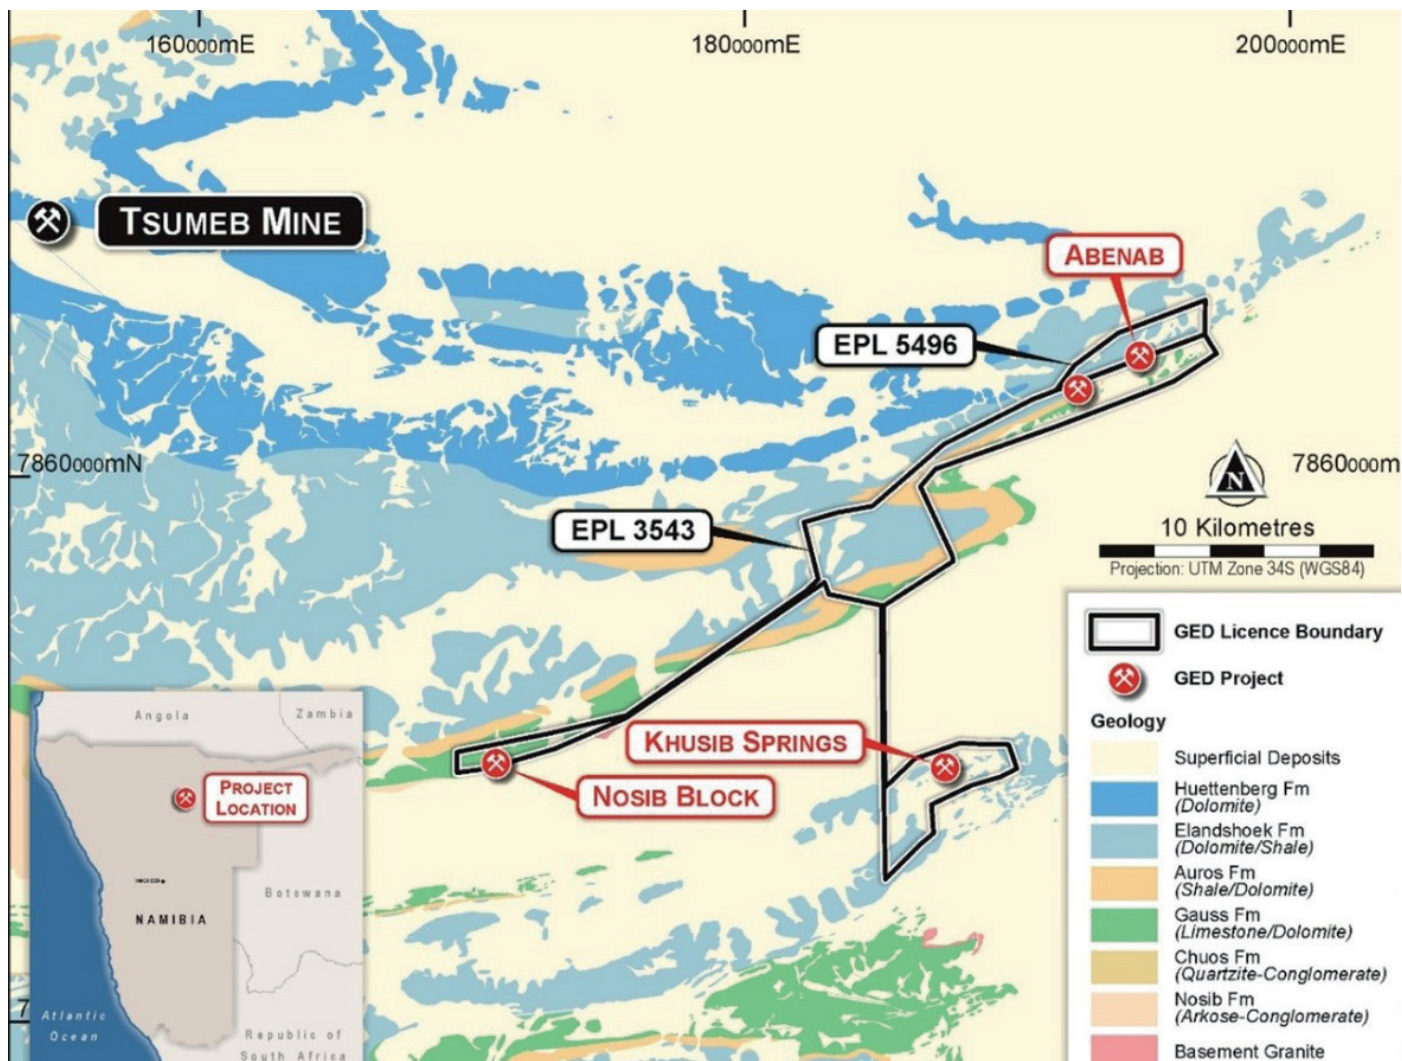 160000mE
180000mE
200000mE
TSUMEB MINE
ABENAB
EPL 5496
7860000mN
7860000m
N
10 Kilometres
Projection: UTM Zone 34S (WGS84)
EPL 3543
KHUSIB SPRINGS
NOSIB BLOCK
GED Licence Boundary
GED Project
Geology
Superficial Deposits
Huettenberg Fm
(Dolomite)
Elandshoek Fm
(Dolomite/Shale)
Auros Fm
(Shale/Dolomite)
Gauss Fm
(Limestone/Dolomite)
Chuos Fm
(Quartzite-Conglomerate)
Nosib Fm
(Arkose-Conglomerate)
Basement Granite
Angola
Zambia
PROJECT
LOCATION
Botswana
NAMIBIA
Atlantic
Ocean
Republic of
South Africa
7